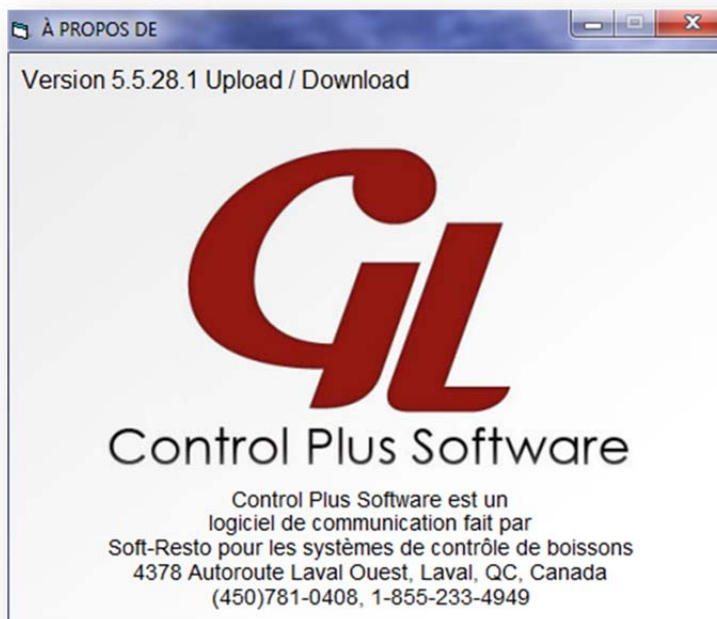 À PROPOS DE
Version 5.5.28.1 Upload / Download
GL
Control Plus Software
Control Plus Software est un
logiciel de communication fait par
Soft-Resto pour les systèmes de contrôle de boissons
4378 Autoroute Laval Ouest, Laval, QC, Canada
(450)781-0408, 1-855-233-4949